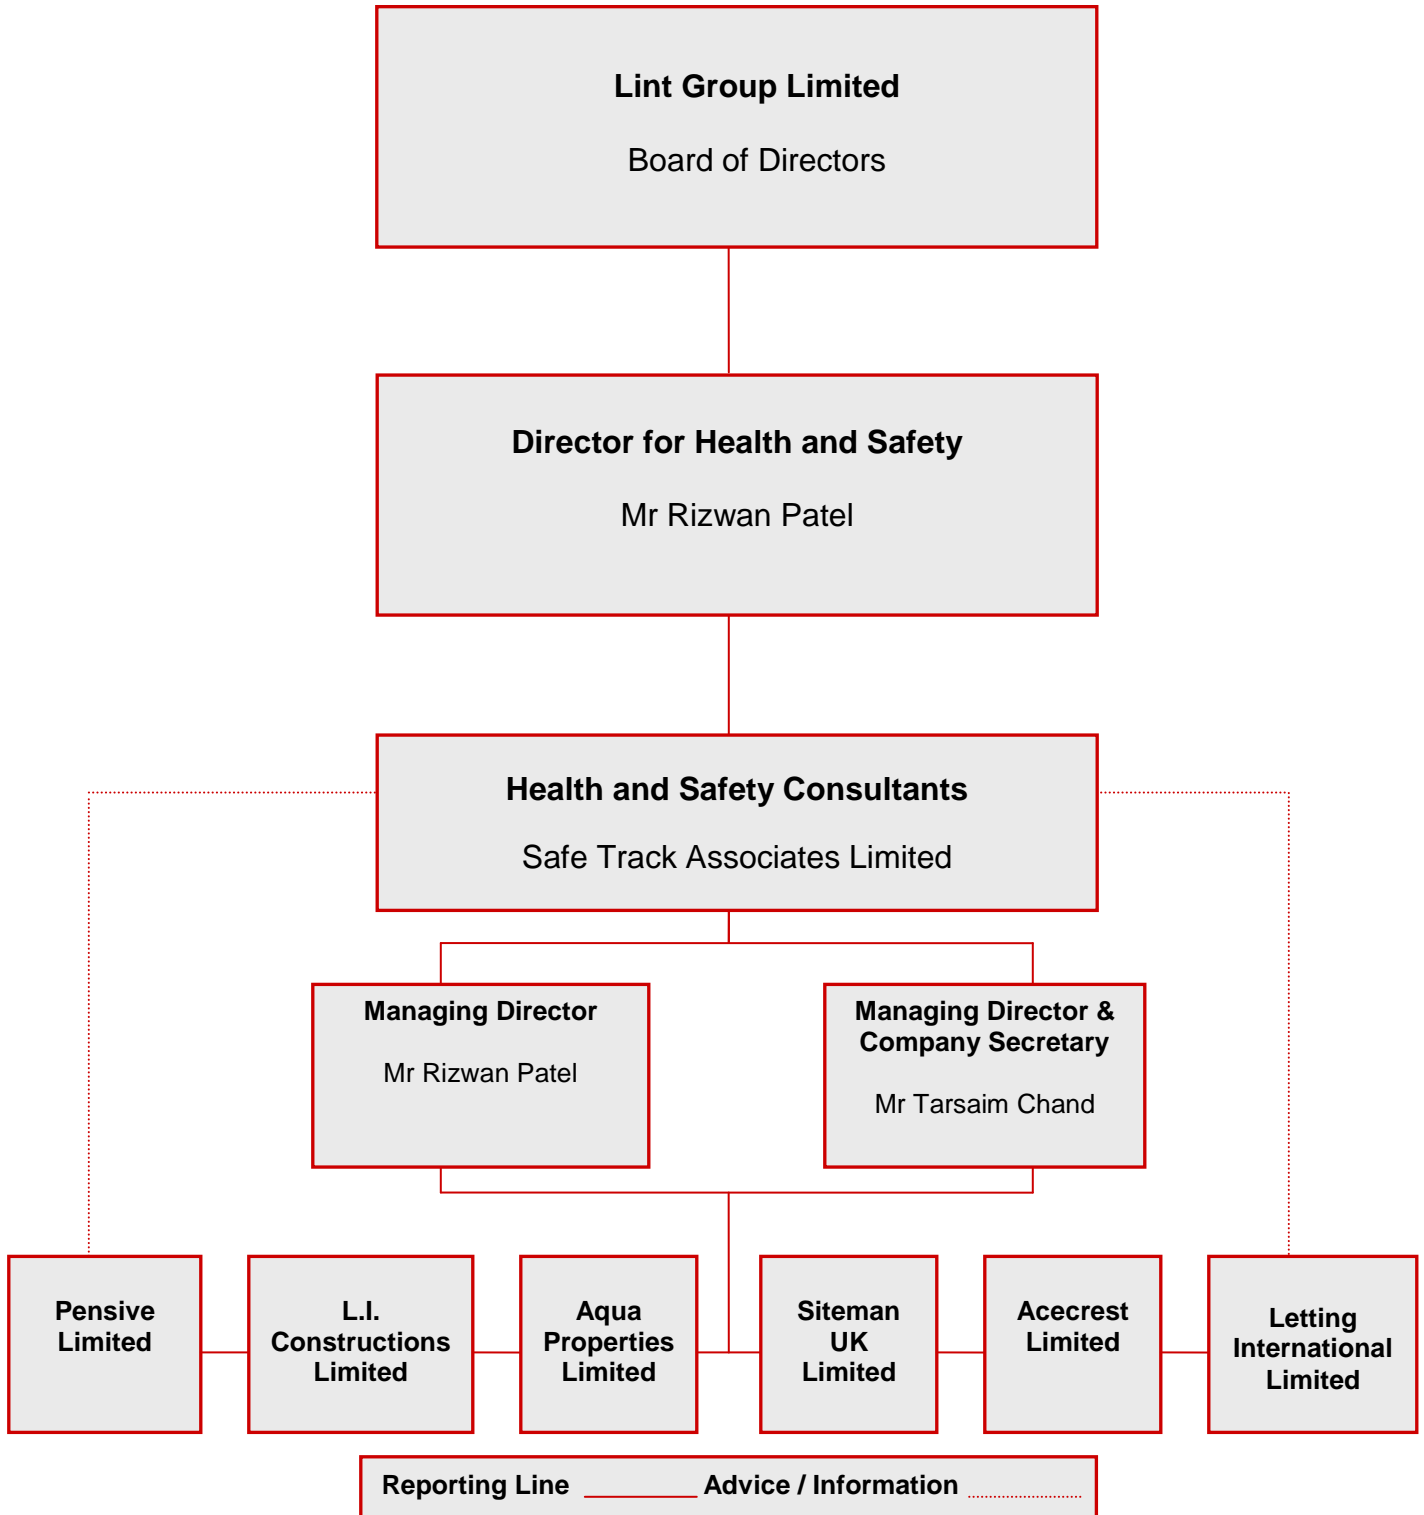 Lint Group Limited
Board of Directors
Director for Health and Safety
Mr Rizwan Patel
Health and Safety Consultants
Safe Track Associates Limited
Managing Director
Mr Rizwan Patel
Managing Director &
Company Secretary
Mr Tarsaim Chand
Pensive
Limited
L.I.
Constructions
Limited
Aqua
Properties
Limited
Siteman
UK
Limited
Acecrest
Limited
Letting
International
Limited
Reporting Line ________ Advice / Information ....................